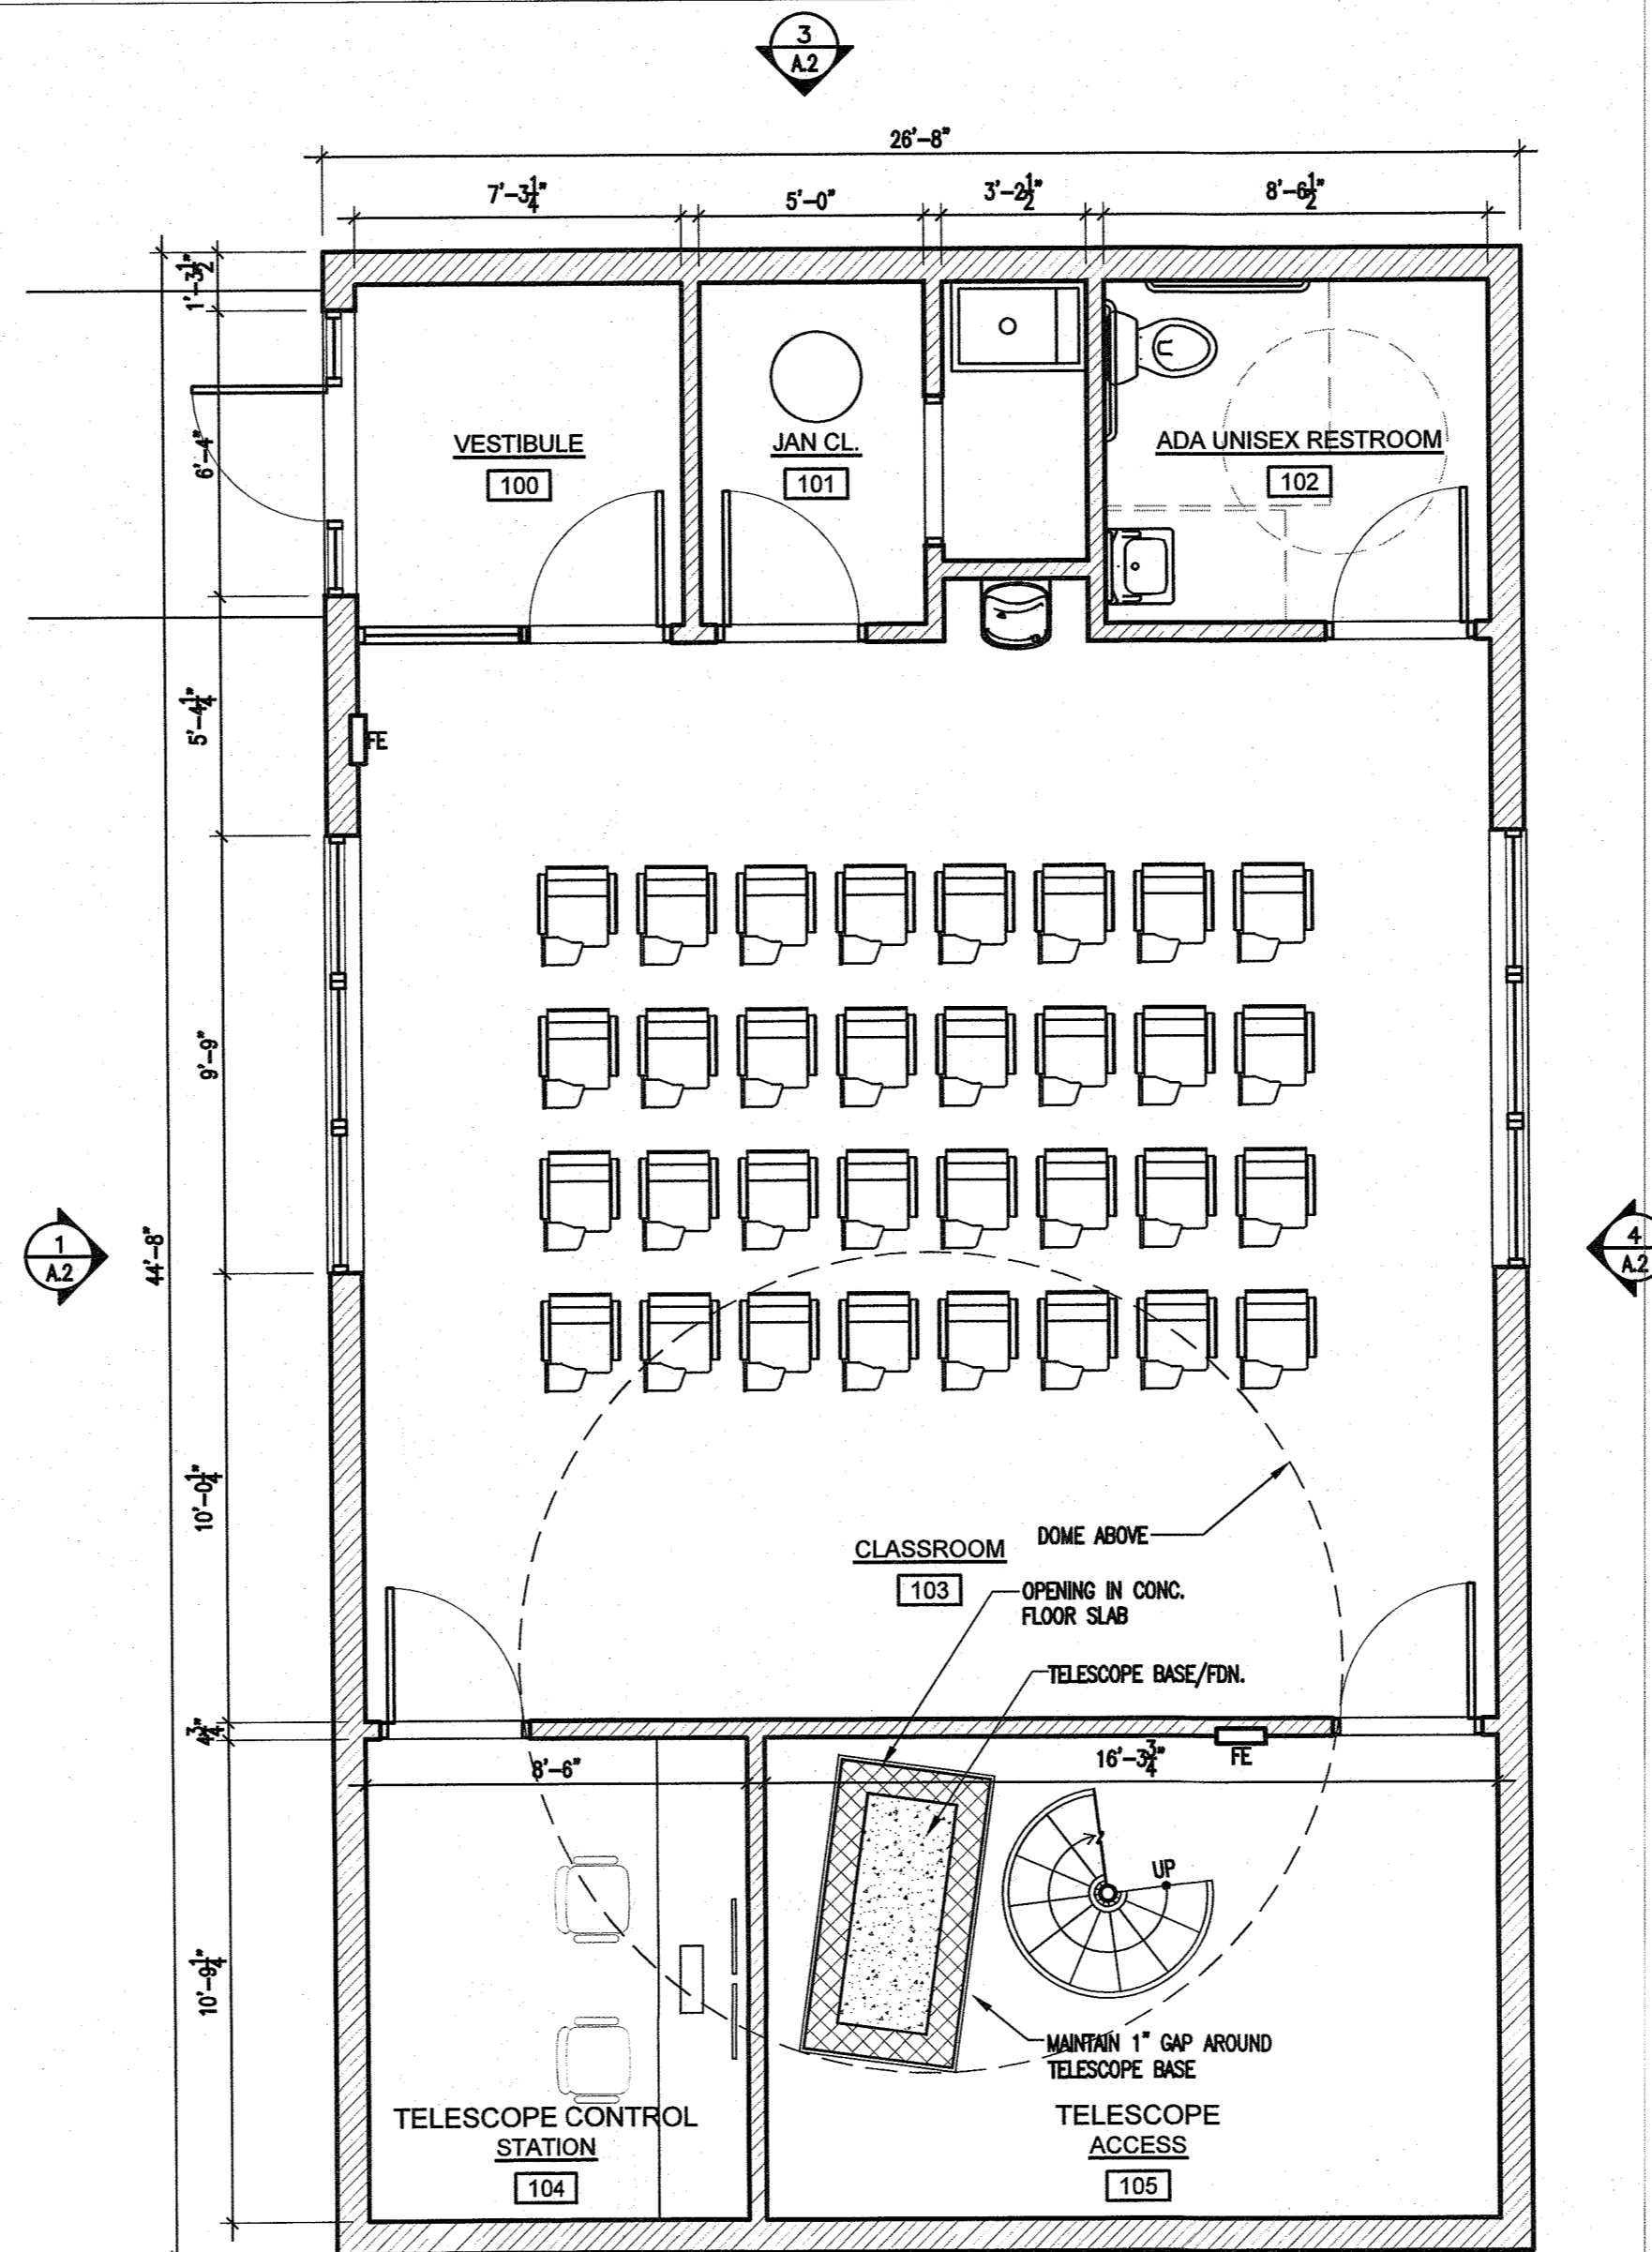 3
A.2
26'-8"
7'-3 1/4"
5'-0"
3'-2 1/2"
8'-6 1/2"
1'-3 1/2"
6'-4"
VESTIBULE
100
JAN CL.
101
ADA UNISEX RESTROOM
102
5'-4 1/4"
FE
9'-9"
44'-8"
1
A.2
4
A.2
10'-0 1/4"
DOME ABOVE
CLASSROOM
103
OPENING IN CONC.
FLOOR SLAB
TELESCOPE BASE/FDN.
4 3/4"
8'-6"
16'-3 3/4"
FE
UP
10'-9 1/4"
MAINTAIN 1" GAP AROUND
TELESCOPE BASE
TELESCOPE CONTROL
STATION
104
TELESCOPE
ACCESS
105